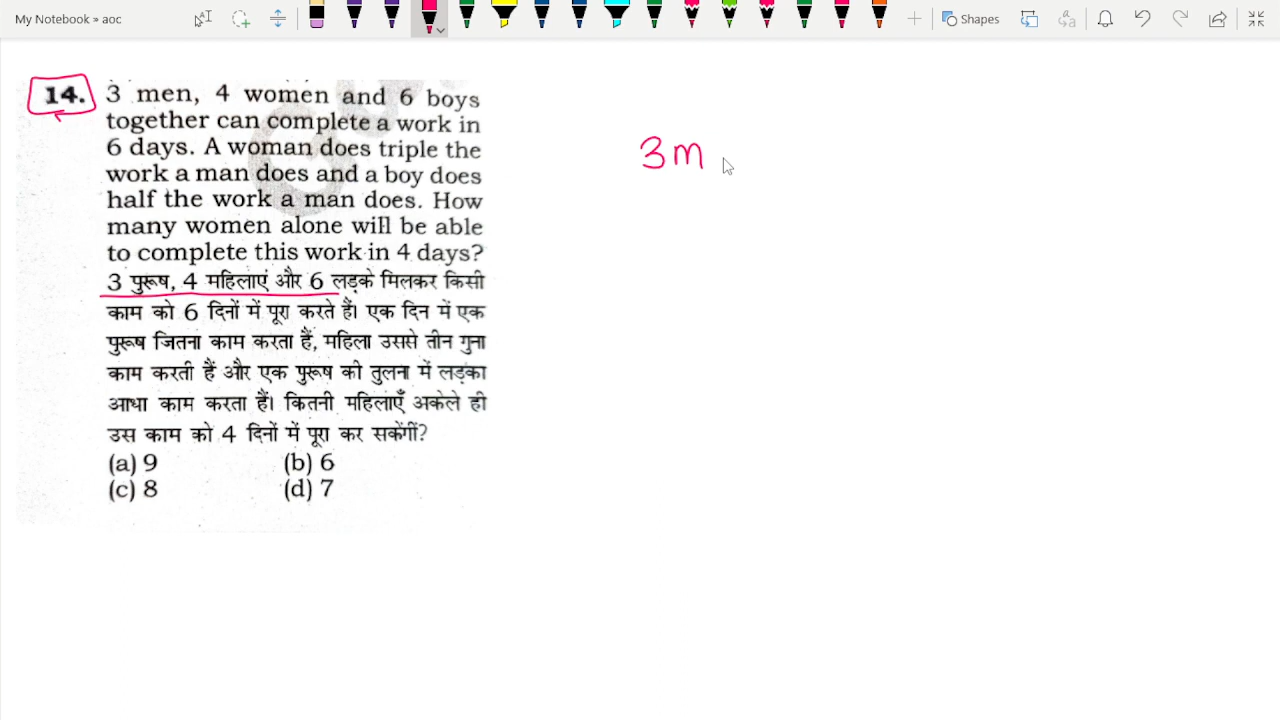 My Notebook » aoc
Shapes
14. 3 men, 4 women and 6 boys
together can complete a work in
6 days. A woman does triple the
work a man does and a boy does
half the work a man does. How
many women alone will be able
to complete this work in 4 days?
3 पुरूष, 4 महिलाएं और 6 लड़के मिलकर किसी
काम को 6 दिनों में पूरा करते हैं। एक दिन में एक
पुरूष जितना काम करता हैं, महिला उससे तीन गुना
काम करती हैं और एक पुरूष की तुलना में लड़का
आधा काम करता हैं। कितनी महिलाएँ अकेले ही
उस काम को 4 दिनों में पूरा कर सकेंगीं?
(a) 9 (b) 6
(c) 8 (d) 7
3m